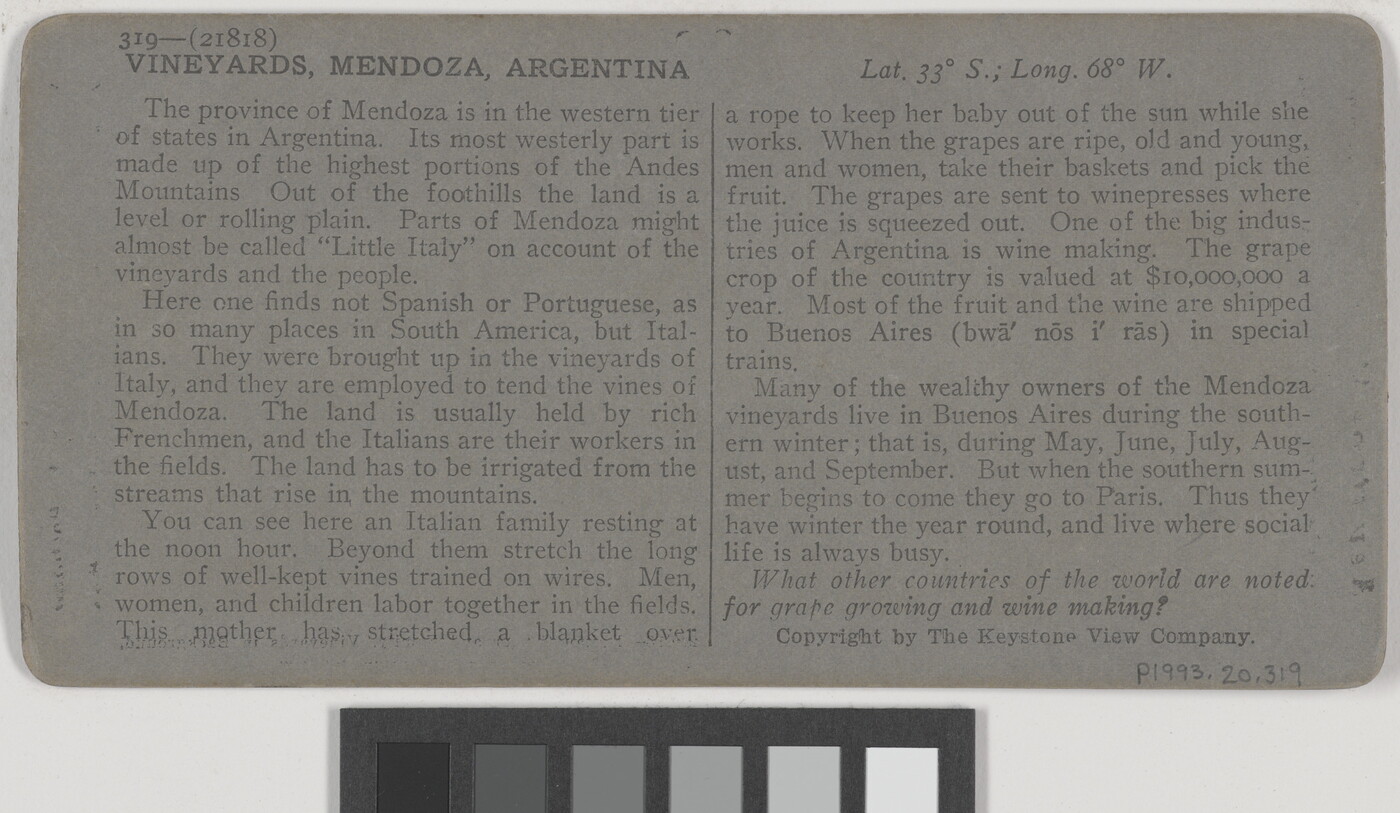 319—(21818)
VINEYARDS, MENDOZA, ARGENTINA
Lat. 33° S.; Long. 68° W.
The province of Mendoza is in the western tier
of states in Argentina. Its most westerly part is
made up of the highest portions of the Andes
Mountains Out of the foothills the land is a
level or rolling plain. Parts of Mendoza might
almost be called "Little Italy" on account of the
vineyards and the people.
Here one finds not Spanish or Portuguese, as
in so many places in South America, but Ital-
ians. They were brought up in the vineyards of
Italy, and they are employed to tend the vines of
Mendoza. The land is usually held by rich
Frenchmen, and the Italians are their workers in
the fields. The land has to be irrigated from the
streams that rise in the mountains.
You can see here an Italian family resting at
the noon hour. Beyond them stretch the long
rows of well-kept vines trained on wires. Men,
women, and children labor together in the fields.
This mother has stretched a blanket over
a rope to keep her baby out of the sun while she
works. When the grapes are ripe, old and young,
men and women, take their baskets and pick the
fruit. The grapes are sent to winepresses where
the juice is squeezed out. One of the big indus-
tries of Argentina is wine making. The grape
crop of the country is valued at $10,000,000 a
year. Most of the fruit and the wine are shipped
to Buenos Aires (bwā′ nōs i′ rās) in special
trains.
Many of the wealthy owners of the Mendoza
vineyards live in Buenos Aires during the south-
ern winter; that is, during May, June, July, Aug-
ust, and September. But when the southern sum-
mer begins to come they go to Paris. Thus they
have winter the year round, and live where social
life is always busy.
What other countries of the world are noted
for grape growing and wine making?
Copyright by The Keystone View Company.
P1993.20.319